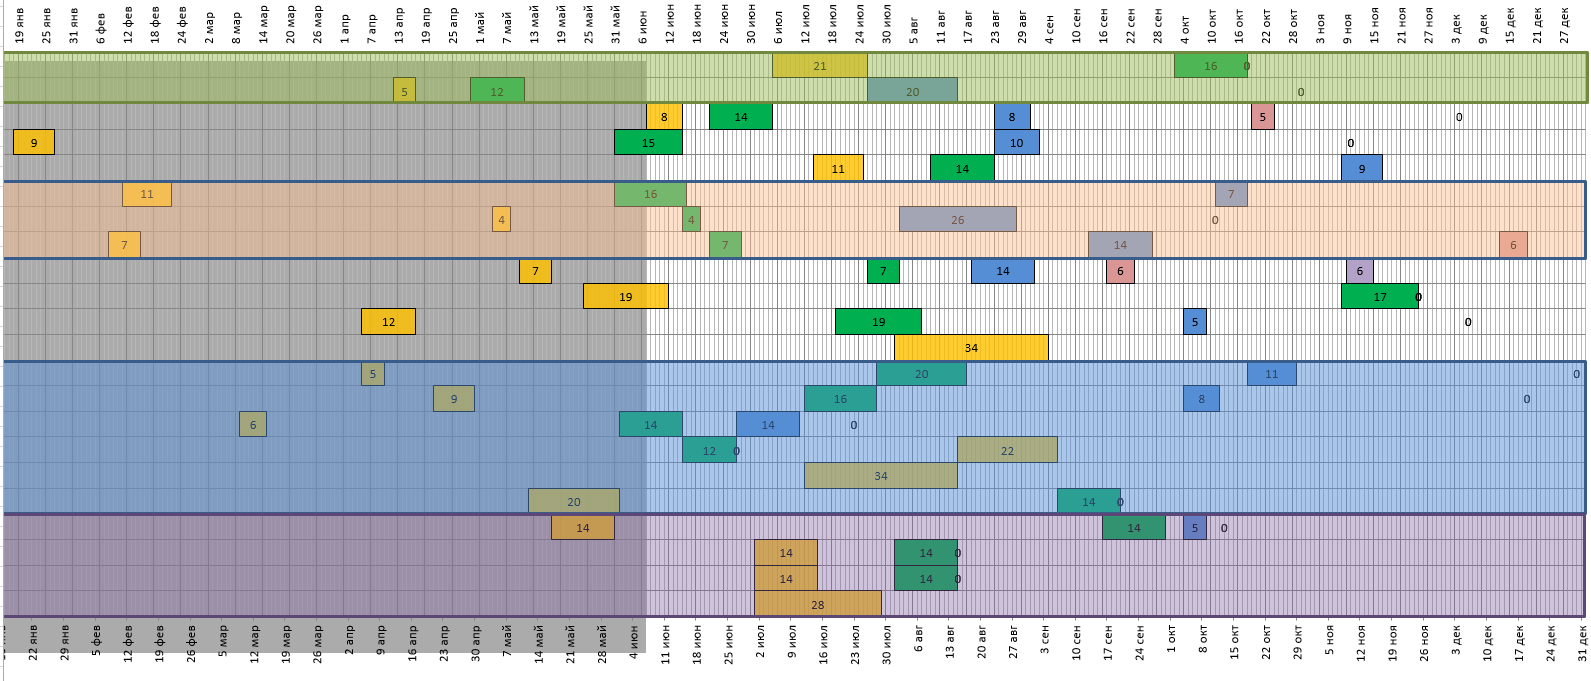 19 янв 25 янв 31 янв 6 фев 12 фев 18 фев 24 фев 2 мар 8 мар 14 мар 20 мар 26 мар 1 апр 7 апр 13 апр 19 апр 25 апр 1 май 7 май 13 май 19 май 25 май 31 май 6 июн 12 июн 18 июн 24 июн 30 июн 6 июл 12 июл 18 июл 24 июл 30 июл 5 авг 11 авг 17 авг 23 авг 29 авг 4 сен 10 сен 16 сен 22 сен 28 сен 4 окт 10 окт 16 окт 22 окт 28 окт 3 ноя 9 ноя 15 ноя 21 ноя 27 ноя 3 дек 9 дек 15 дек 21 дек 27 дек
21 16 0
5 12 20 0
8 14 8 5 0
9 15 10 0
11 14 9
11 16 7
4 4 26 0
7 7 14 6
7 7 14 6 6
19 17 0
12 19 5 0
34
5 20 11 0
9 16 8 0
6 14 14 0
12 0 22
34
20 14 0
14 14 5 0
14 14 0
14 14 0
28
22 янв 29 янв 5 фев 12 фев 19 фев 26 фев 5 мар 12 мар 19 мар 26 мар 2 апр 9 апр 16 апр 23 апр 30 апр 7 май 14 май 21 май 28 май 4 июн 11 июн 18 июн 25 июн 2 июл 9 июл 16 июл 23 июл 30 июл 6 авг 13 авг 20 авг 27 авг 3 сен 10 сен 17 сен 24 сен 1 окт 8 окт 15 окт 22 окт 29 окт 5 ноя 12 ноя 19 ноя 26 ноя 3 дек 10 дек 17 дек 24 дек 31 дек